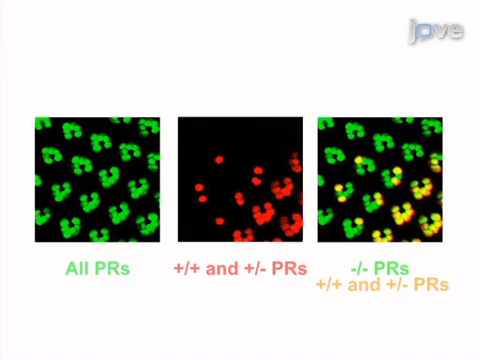 jove
All PRs
+/+ and +/- PRs
-/- PRs
+/+ and +/- PRs